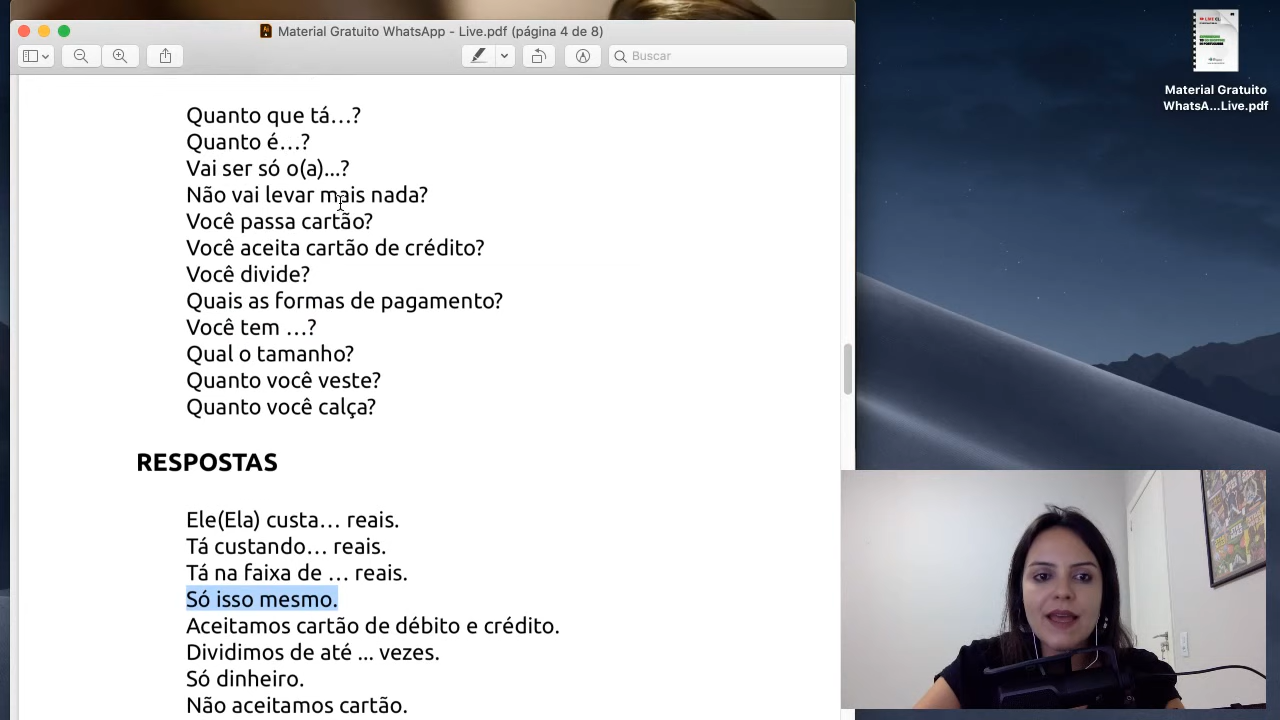 Material Gratuito WhatsApp - Live.pdf (página 4 de 8)
Buscar
Quanto que tá…?
Quanto é…?
Vai ser só o(a)...?
Não vai levar mais nada?
Você passa cartão?
Você aceita cartão de crédito?
Você divide?
Quais as formas de pagamento?
Você tem …?
Qual o tamanho?
Quanto você veste?
Quanto você calça?
RESPOSTAS
Ele(Ela) custa… reais.
Tá custando… reais.
Tá na faixa de … reais.
Só isso mesmo.
Aceitamos cartão de débito e crédito.
Dividimos de até ... vezes.
Só dinheiro.
Não aceitamos cartão.
Material Gratuito
WhatsA...Live.pdf